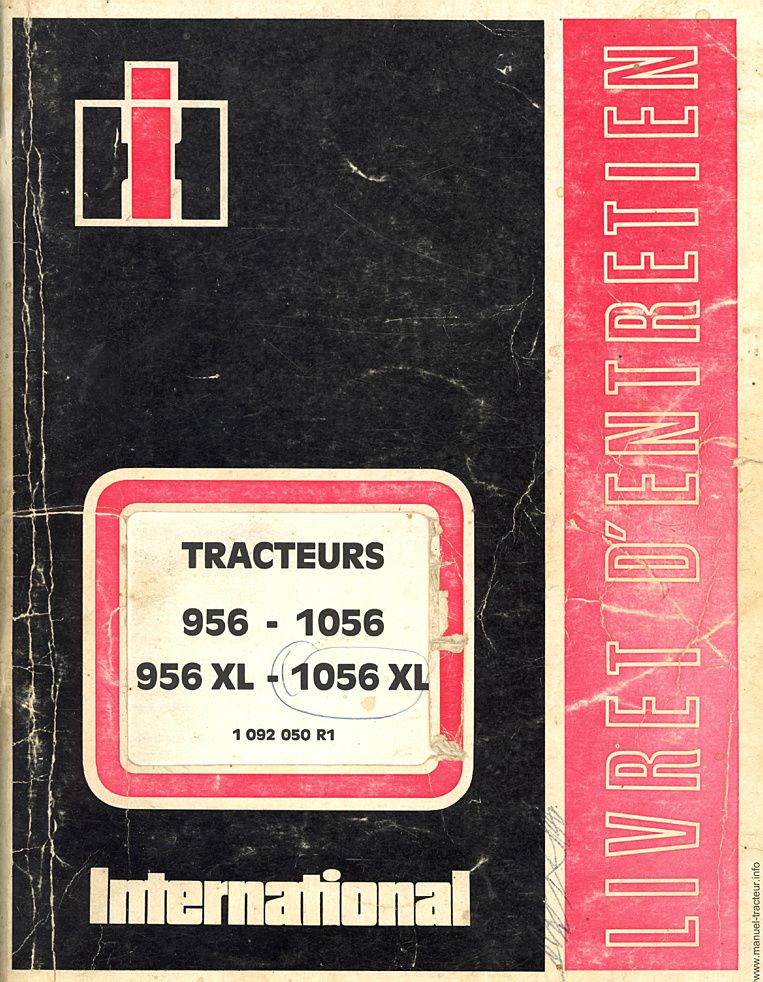 TRACTEURS
956 - 1056
956 XL - 1056 XL
1 092 050 R1
International
LIVRET D'ENTRETIEN
www.manuel-tracteur.info